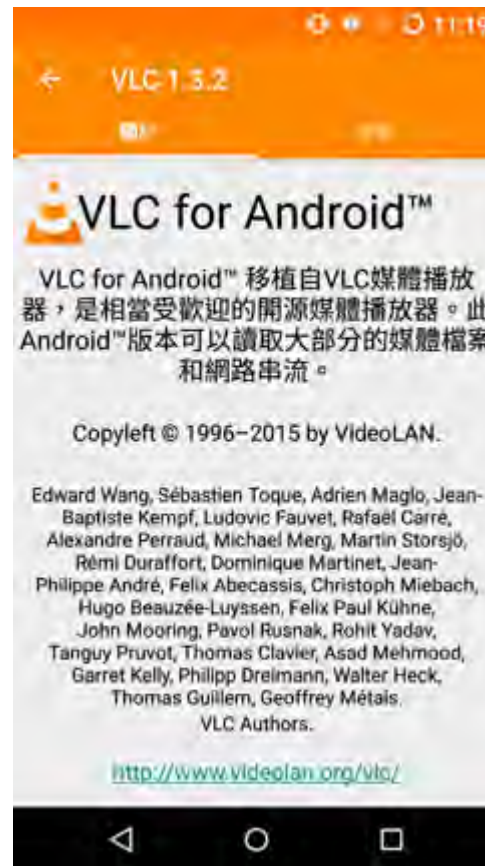 11:19
VLC 1.5.2
VLC for Android™
VLC for Android™ 移植自VLC媒體播放
器，是相當受歡迎的開源媒體播放器。此
Android™版本可以讀取大部分的媒體檔案
和網路串流。
Copyleft © 1996–2015 by VideoLAN.
Edward Wang, Sébastien Toque, Adrien Maglo, Jean-
Baptiste Kempf, Ludovic Fauvet, Rafaël Carré,
Alexandre Perraud, Michael Merg, Martin Storsjö,
Rémi Duraffort, Dominique Martinet, Jean-
Philippe André, Felix Abecassis, Christoph Miebach,
Hugo Beauzée-Luyssen, Felix Paul Kühne,
John Mooring, Pavol Rusnak, Rohit Yadav,
Tanguy Pruvot, Thomas Clavier, Asad Mehmood,
Garret Kelly, Philipp Dreimann, Walter Heck,
Thomas Guillem, Geoffrey Métais.
VLC Authors.
http://www.videolan.org/vlc/